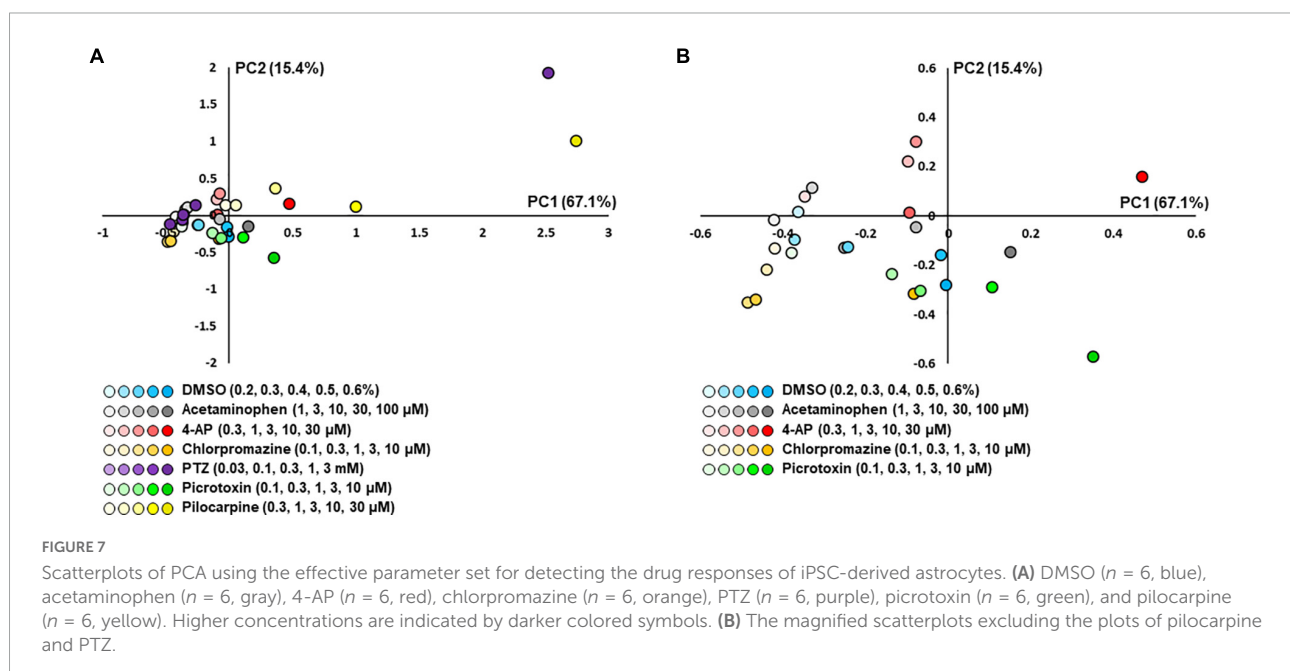 A
PC2 (15.4%)
2
1.5
1
0.5
PC1 (67.1%)
-1
-0.5
0
0.5
1
1.5
2
2.5
3
-0.5
-1
-1.5
-2
DMSO (0.2, 0.3, 0.4, 0.5, 0.6%)
Acetaminophen (1, 3, 10, 30, 100 µM)
4-AP (0.3, 1, 3, 10, 30 µM)
Chlorpromazine (0.1, 0.3, 1, 3, 10 µM)
PTZ (0.03, 0.1, 0.3, 1, 3 mM)
Picrotoxin (0.1, 0.3, 1, 3, 10 µM)
Pilocarpine (0.3, 1, 3, 10, 30 µM)
B
PC2 (15.4%)
0.6
0.4
0.2
0
PC1 (67.1%)
-0.6
-0.4
-0.2
0
0.2
0.4
0.6
-0.2
-0.4
-0.6
DMSO (0.2, 0.3, 0.4, 0.5, 0.6%)
Acetaminophen (1, 3, 10, 30, 100 µM)
4-AP (0.3, 1, 3, 10, 30 µM)
Chlorpromazine (0.1, 0.3, 1, 3, 10 µM)
Picrotoxin (0.1, 0.3, 1, 3, 10 µM)
FIGURE 7
Scatterplots of PCA using the effective parameter set for detecting the drug responses of iPSC-derived astrocytes. (A) DMSO (n = 6, blue),
acetaminophen (n = 6, gray), 4-AP (n = 6, red), chlorpromazine (n = 6, orange), PTZ (n = 6, purple), picrotoxin (n = 6, green), and pilocarpine
(n = 6, yellow). Higher concentrations are indicated by darker colored symbols. (B) The magnified scatterplots excluding the plots of pilocarpine
and PTZ.